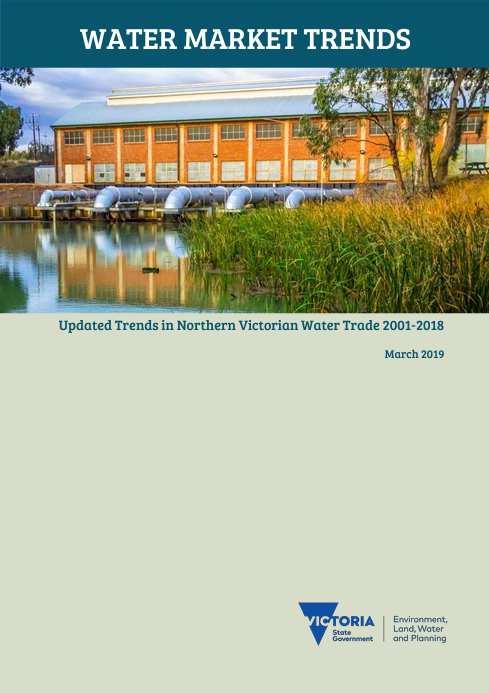 WATER MARKET TRENDS
Updated Trends in Northern Victorian Water Trade 2001-2018
March 2019
VICTORIA
State
Government
Environment,
Land, Water
and Planning